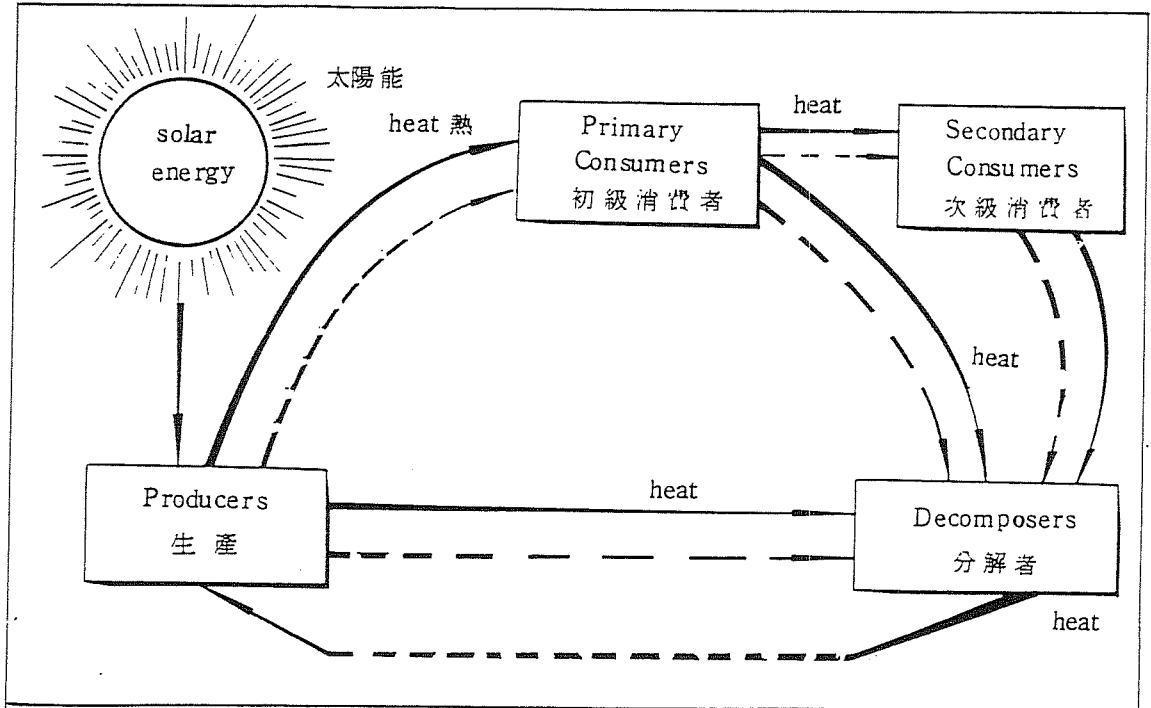 太陽能
solar
energy
heat 熱
Primary
Consumers
初級消費者
heat
Secondary
Consumers
次級消費者
heat
Producers
生產
heat
Decomposers
分解者
heat